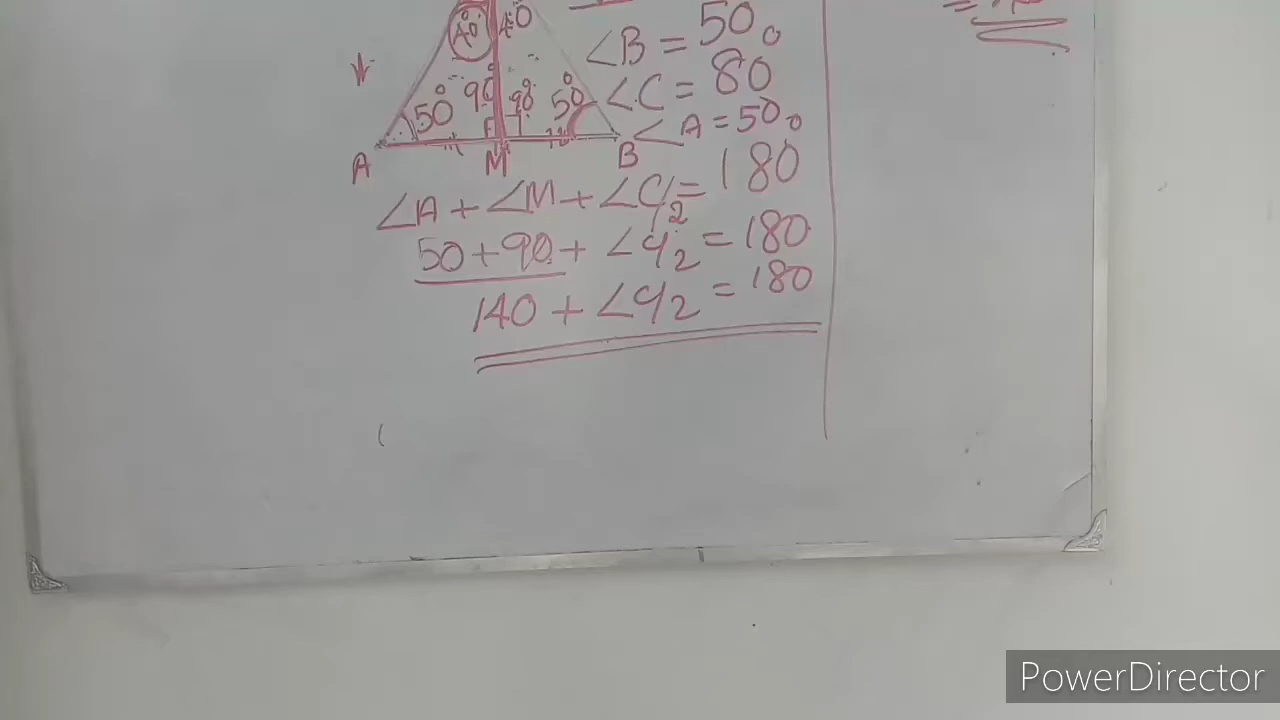 40° 40
∠B = 50°
50° 90° 90° 50° ∠C = 80
∠A = 50°
A M B
∠A + ∠M + ∠C/2 = 180
50 + 90 + ∠C/2 = 180
140 + ∠C/2 = 180
PowerDirector